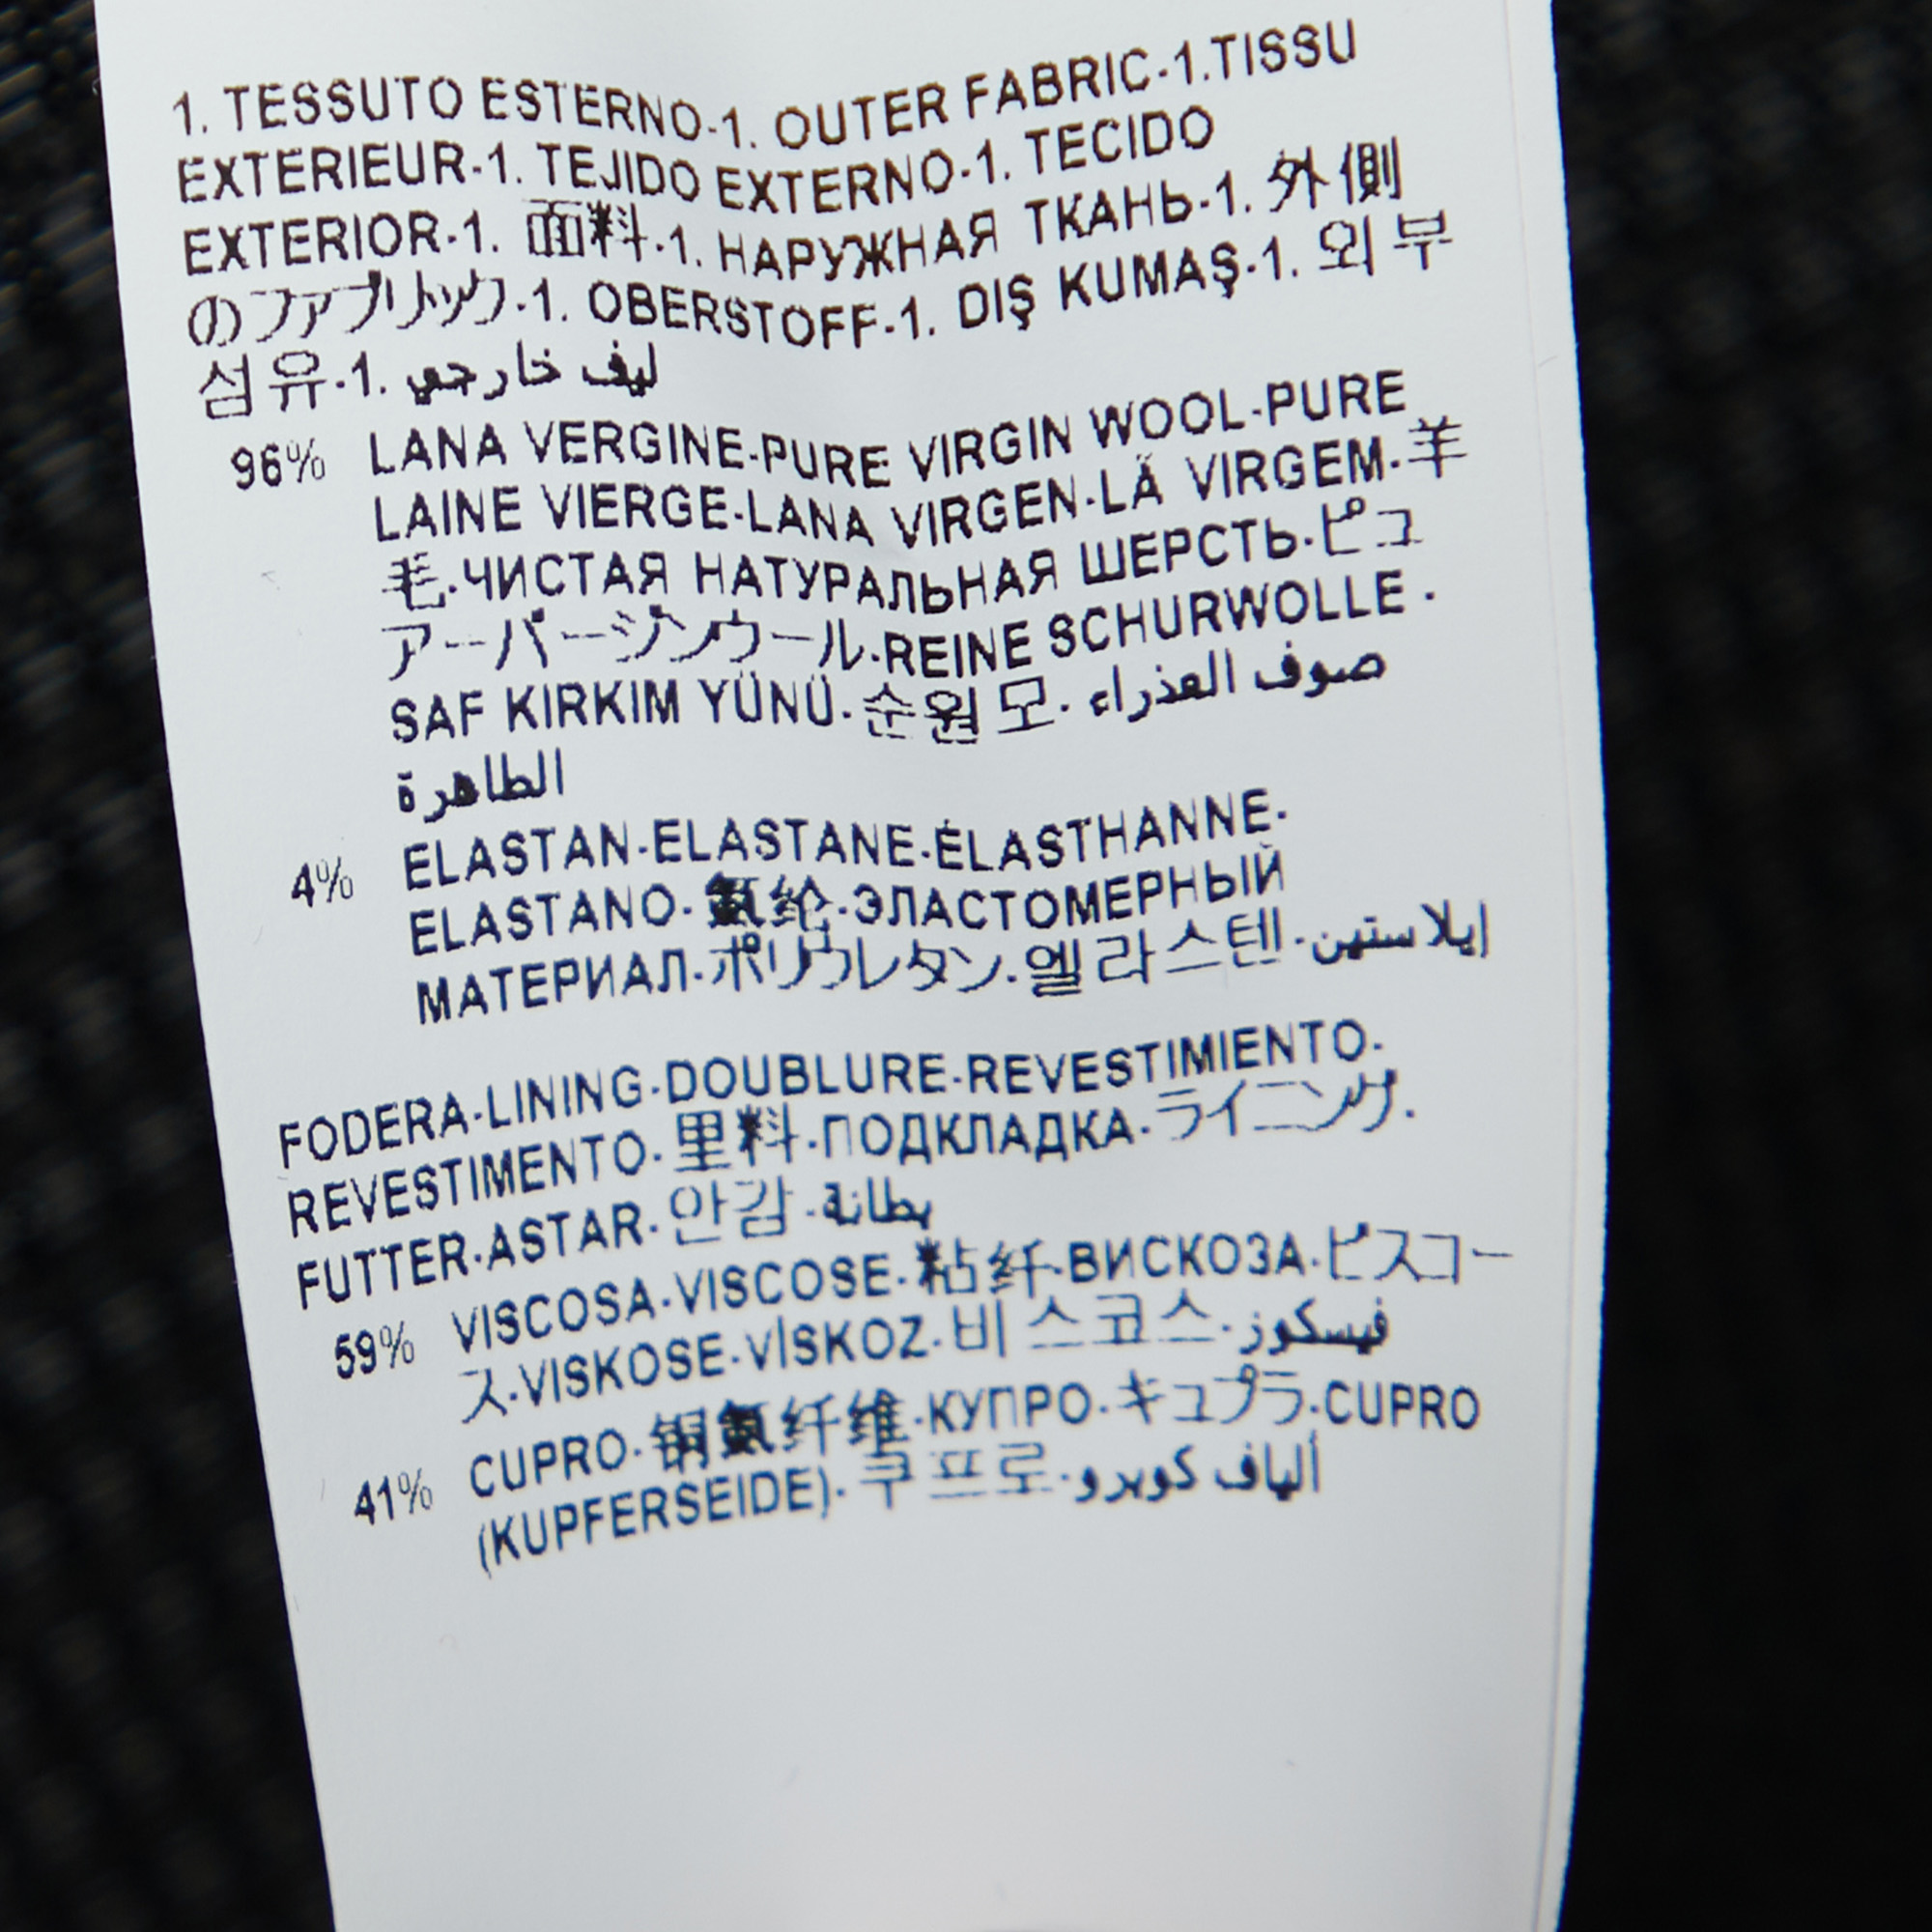 1. TESSUTO ESTERNO-1. OUTER FABRIC-1.TISSU
EXTERIEUR-1. TEJIDO EXTERNO-1. TECIDO
EXTERIOR-1. 面料-1. НАРУЖНАЯ ТКАНЬ-1. 外側
のファブリック-1. OBERSTOFF-1. DIŞ KUMAŞ-1. 외부
섬유-1. ليف خارجي
96% LANA VERGINE-PURE VIRGIN WOOL-PURE
LAINE VIERGE-LANA VIRGEN-LÃ VIRGEM-羊
毛-ЧИСТАЯ НАТУРАЛЬНАЯ ШЕРСТЬ-ピュ
アーバージンウール-REINE SCHURWOLLE -
SAF KIRKIM YÜNÜ-순원모- صوف العذراء
الطاهرة
4% ELASTAN-ELASTANE-ÉLASTHANNE-
ELASTANO-氨纶-ЭЛАСТОМЕРНЫЙ
МАТЕРИАЛ-ポリウレタン-엘라스텐-إيلاستين
FODERA-LINING-DOUBLURE-REVESTIMIENTO-
REVESTIMENTO-里料-ПОДКЛАДКА-ライニング-
FUTTER-ASTAR-안감-بطانة
59% VISCOSA-VISCOSE-粘纤-ВИСКОЗА-ビスコー
ス-VISKOSE-VİSKOZ-비스코스-فيسكوز
41% CUPRO-铜氨纤维-КУПРО-キュプラ-CUPRO
(KUPFERSEIDE)-쿠프로-ألياف كوبرو